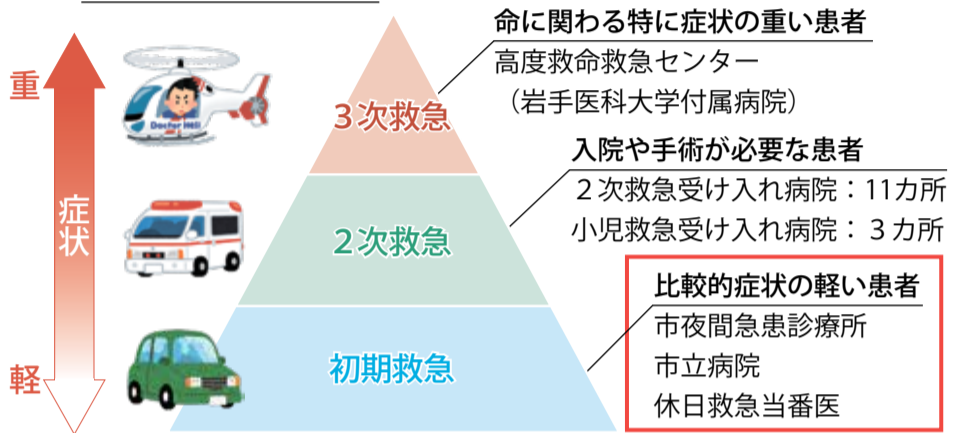 重
症状
軽
Doctor Heli
3次救急
2次救急
初期救急
命に関わる特に症状の重い患者
高度救命救急センター
（岩手医科大学付属病院）
入院や手術が必要な患者
2次救急受け入れ病院：11カ所
小児救急受け入れ病院：3カ所
比較的症状の軽い患者
市夜間急患診療所
市立病院
休日救急当番医